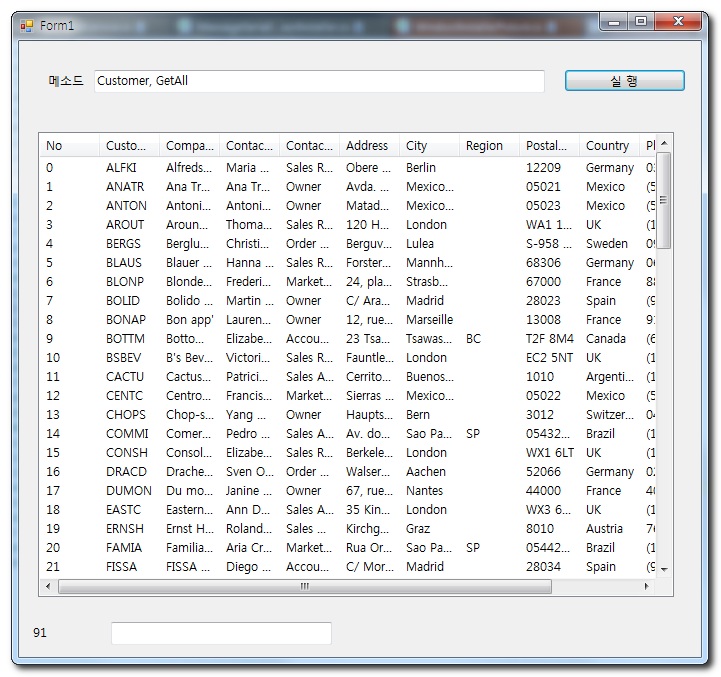 Form1
메소드 Customer, GetAll 실 행
No Custo... Compa... Contac... Contac... Address City Region Postal... Country
0 ALFKI Alfreds... Maria ... Sales R... Obere ... Berlin 12209 Germany
1 ANATR Ana Tr... Ana Tr... Owner Avda. ... Mexico... 05021 Mexico (5
2 ANTON Antoni... Antoni... Owner Matad... Mexico... 05023 Mexico (5
3 AROUT Aroun... Thoma... Sales R... 120 H... London WA1 1... UK (1
4 BERGS Berglu... Christi... Order ... Berguv... Lulea S-958 ... Sweden 09
5 BLAUS Blauer ... Hanna ... Sales R... Forster... Mannh... 68306 Germany 06
6 BLONP Blonde... Frederi... Market... 24, pla... Strasb... 67000 France 88
7 BOLID Bolido ... Martin ... Owner C/ Ara... Madrid 28023 Spain (9
8 BONAP Bon app' Lauren... Owner 12, rue... Marseille 13008 France 91
9 BOTTM Botto... Elizabe... Accou... 23 Tsa... Tsawas... BC T2F 8M4 Canada (6
10 BSBEV B's Bev... Victori... Sales R... Fauntle... London EC2 5NT UK (1
11 CACTU Cactus... Patrici... Sales A... Cerrito... Buenos... 1010 Argenti... (1
12 CENTC Centro... Francis... Market... Sierras ... Mexico... 05022 Mexico (5
13 CHOPS Chop-s... Yang ... Owner Haupts... Bern 3012 Switzer... 04
14 COMMI Comer... Pedro ... Sales A... Av. do... Sao Pa... SP 05432... Brazil (1
15 CONSH Consol... Elizabe... Sales R... Berkele... London WX1 6LT UK (1
16 DRACD Drache... Sven O... Order ... Walser... Aachen 52066 Germany 02
17 DUMON Du mo... Janine ... Owner 67, rue... Nantes 44000 France 40
18 EASTC Eastern... Ann D... Sales A... 35 Kin... London WX3 6... UK (1
19 ERNSH Ernst H... Roland... Sales ... Kirchg... Graz 8010 Austria 76
20 FAMIA Familia... Aria Cr... Market... Rua Or... Sao Pa... SP 05442... Brazil (1
21 FISSA FISSA ... Diego ... Accou... C/ Mor... Madrid 28034 Spain (9
91